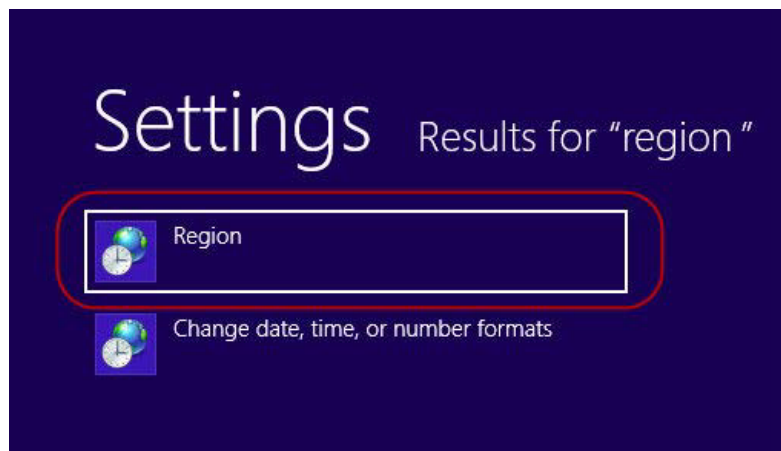 Settings Results for “region ”
Region
Change date, time, or number formats